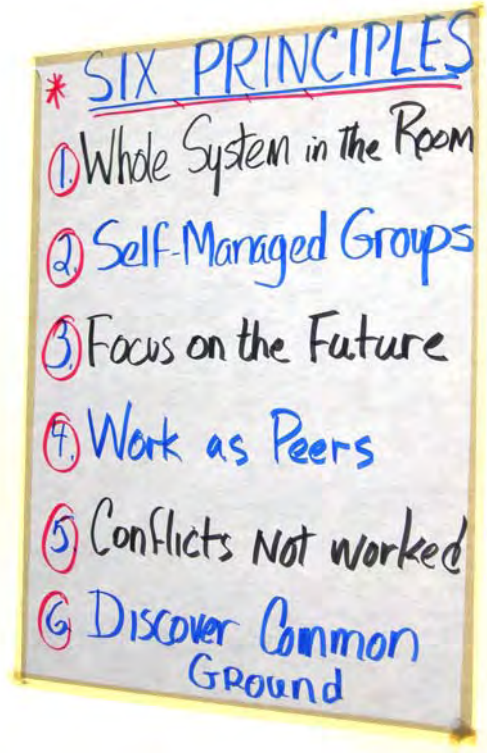 * SIX PRINCIPLES
1. Whole System in the Room
2. Self-Managed Groups
3. Focus on the Future
4. Work as Peers
5. Conflicts Not worked
6 Discover Common
Ground